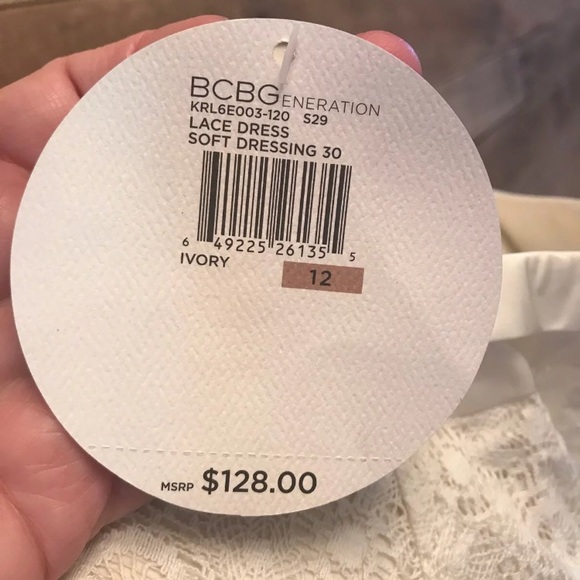 BCBGENERATION
KRL6E003-120 S29
LACE DRESS
SOFT DRESSING 30
6 49225 26135 5
IVORY 12
MSRP $128.00